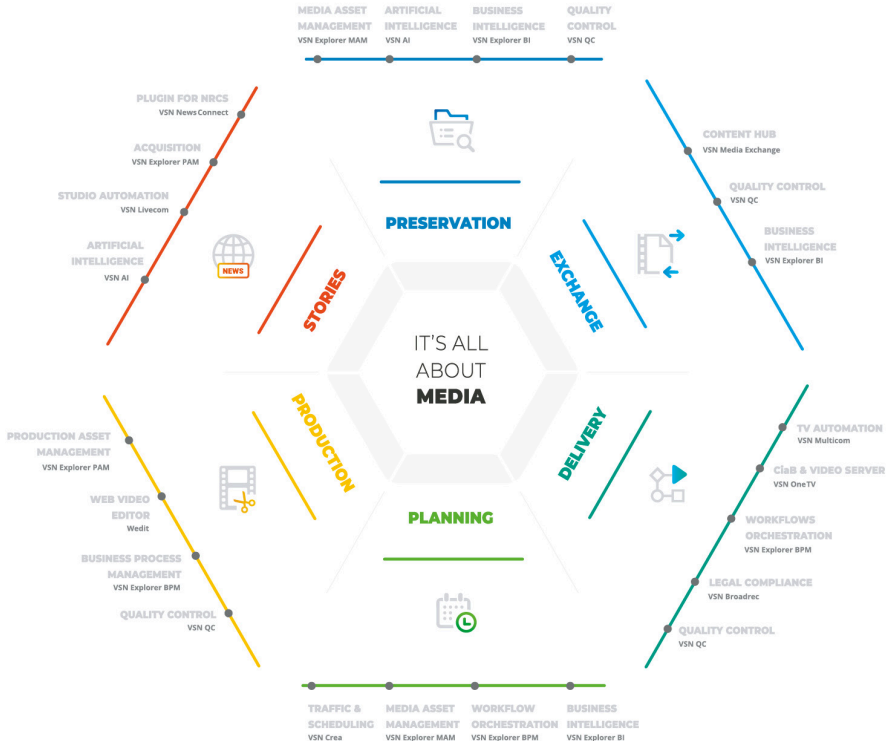 MEDIA ASSET
MANAGEMENT
VSN Explorer MAM
ARTIFICIAL
INTELLIGENCE
VSN AI
BUSINESS
INTELLIGENCE
VSN Explorer BI
QUALITY
CONTROL
VSN QC
PLUGIN FOR NRCS
VSN NewsConnect
ACQUISITION
VSN Explorer PAM
STUDIO AUTOMATION
VSN Livecom
ARTIFICIAL
INTELLIGENCE
VSN AI
CONTENT HUB
VSN Media Exchange
QUALITY CONTROL
VSN QC
BUSINESS
INTELLIGENCE
VSN Explorer BI
PRESERVATION
NEWS
STORIES
EXCHANGE
IT'S ALL
ABOUT
MEDIA
PRODUCTION
DELIVERY
PLANNING
PRODUCTION ASSET
MANAGEMENT
VSN Explorer PAM
WEB VIDEO
EDITOR
Wedit
BUSINESS PROCESS
MANAGEMENT
VSN Explorer BPM
QUALITY CONTROL
VSN QC
TV AUTOMATION
VSN Multicom
CiaB & VIDEO SERVER
VSN OneTV
WORKFLOWS
ORCHESTRATION
VSN Explorer BPM
LEGAL COMPLIANCE
VSN Broadrec
QUALITY CONTROL
VSN QC
TRAFFIC &
SCHEDULING
VSN Crea
MEDIA ASSET
MANAGEMENT
VSN Explorer MAM
WORKFLOW
ORCHESTRATION
VSN Explorer BPM
BUSINESS
INTELLIGENCE
VSN Explorer BI